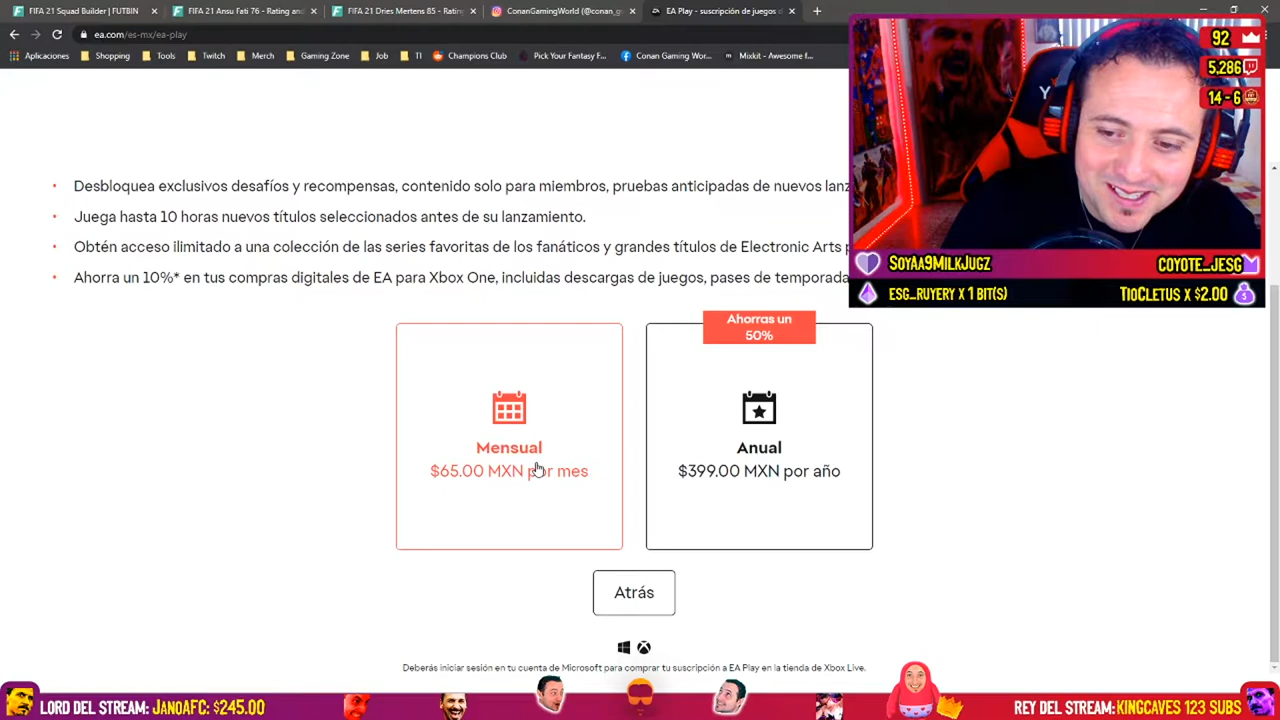 FIFA 21 Squad Builder | FUTBIN
FIFA 21 Ansu Fati 76 - Rating and
FIFA 21 Dries Mertens 85 - Rating
ConanGamingWorld (@conan_g
EA Play - suscripción de juegos d
ea.com/es-mx/ea-play
Aplicaciones
Shopping
Tools
Twitch
Merch
Gaming Zone
Job
TI
Champions Club
Pick Your Fantasy F...
Conan Gaming Wor...
Mixkit - Awesome f...
92
5,286
14 - 6
• Desbloquea exclusivos desafíos y recompensas, contenido solo para miembros, pruebas anticipadas de nuevos lanz
• Juega hasta 10 horas nuevos títulos seleccionados antes de su lanzamiento.
• Obtén acceso ilimitado a una colección de las series favoritas de los fanáticos y grandes títulos de Electronic Arts p
• Ahorra un 10%* en tus compras digitales de EA para Xbox One, incluidas descargas de juegos, pases de temporada
SoyAA9MilkJugz
COYOTE_JESG
ESG_RUYERY X 1 BIT(S)
TioCletus X $2.00
Ahorras un
50%
Mensual
$65.00 MXN por mes
Anual
$399.00 MXN por año
Atrás
Deberás iniciar sesión en tu cuenta de Microsoft para comprar tu suscripción a EA Play en la tienda de Xbox Live.
LORD DEL STREAM: JanoAFC: $245.00
REY DEL STREAM: KINGCAVES 123 SUBS